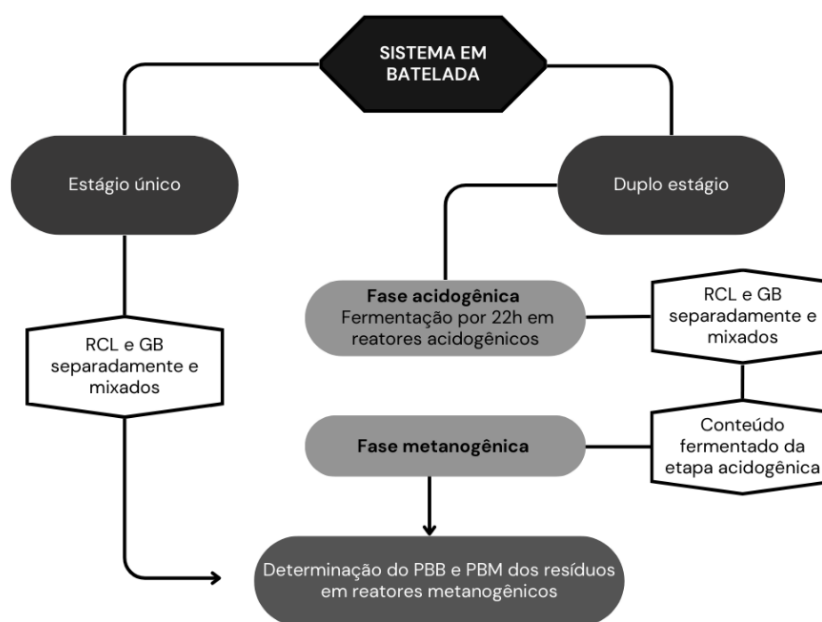 SISTEMA EM
BATELADA
Estágio único
Duplo estágio
Fase acidogênica
Fermentação por 22h em
reatores acidogênicos
RCL e GB
separadamente e
mixados
RCL e GB
separadamente e
mixados
Fase metanogênica
Conteúdo
fermentado da
etapa acidogênica
Determinação do PBB e PBM dos resíduos
em reatores metanogênicos